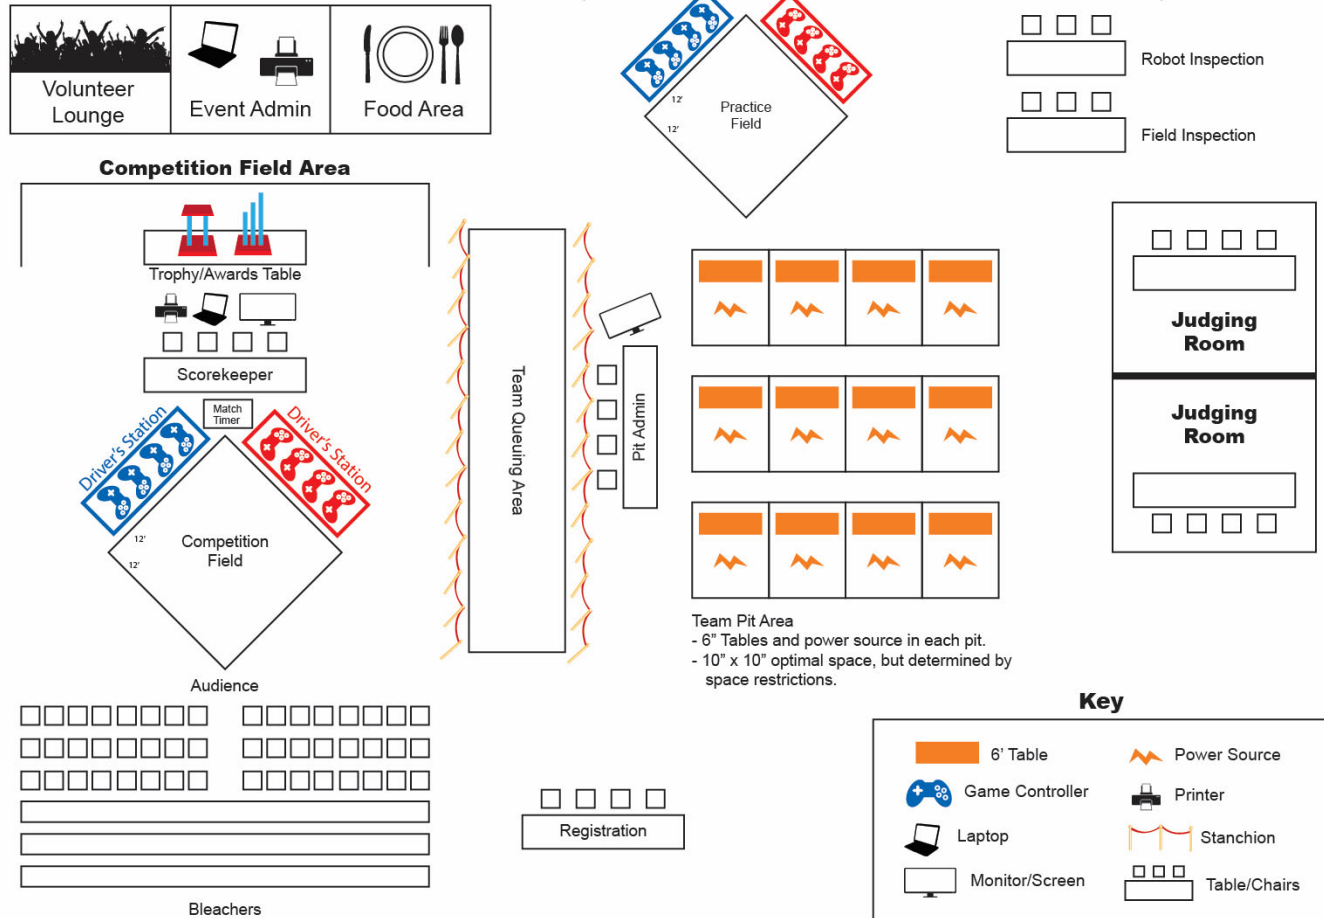 Volunteer
Lounge
Event Admin
Food Area
12'
12'
Practice
Field
Robot Inspection
Field Inspection
Competition Field Area
Trophy/Awards Table
Scorekeeper
Match
Timer
Driver's Station
Driver's Station
12'
12'
Competition
Field
Team Queuing Area
Pit Admin
Judging
Room
Judging
Room
Team Pit Area
- 6" Tables and power source in each pit.
- 10" x 10" optimal space, but determined by
space restrictions.
Audience
Bleachers
Registration
Key
6' Table
Power Source
Game Controller
Printer
Laptop
Stanchion
Monitor/Screen
Table/Chairs